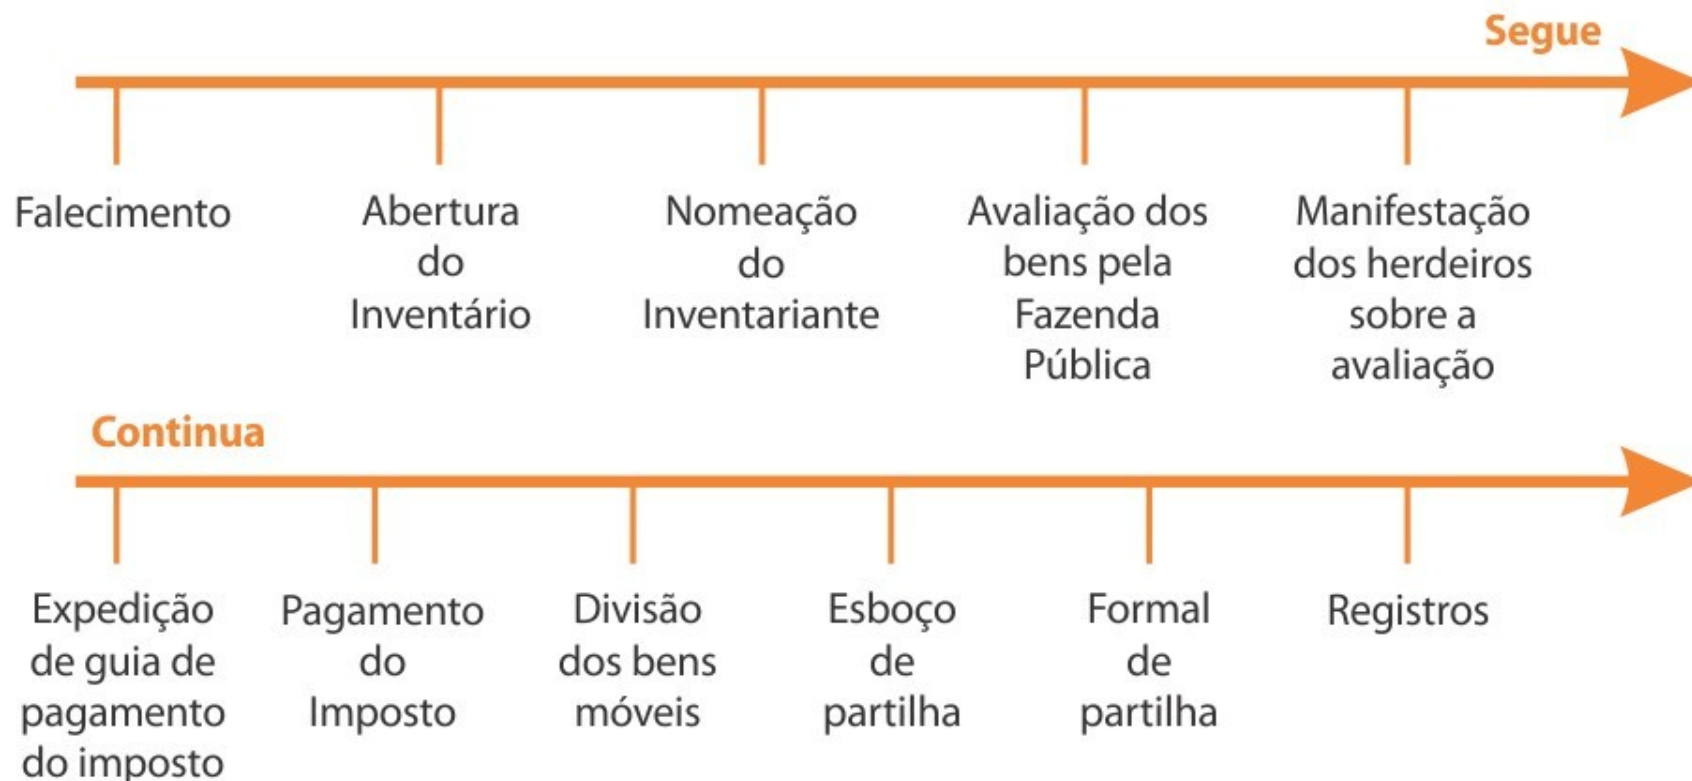 Segue
Falecimento
Abertura
do
Inventário
Nomeação
do
Inventariante
Avaliação dos
bens pela
Fazenda
Pública
Manifestação
dos herdeiros
sobre a
avaliação
Continua
Expedição
de guia de
pagamento
do imposto
Pagamento
do
Imposto
Divisão
dos bens
móveis
Esboço
de
partilha
Formal
de
partilha
Registros